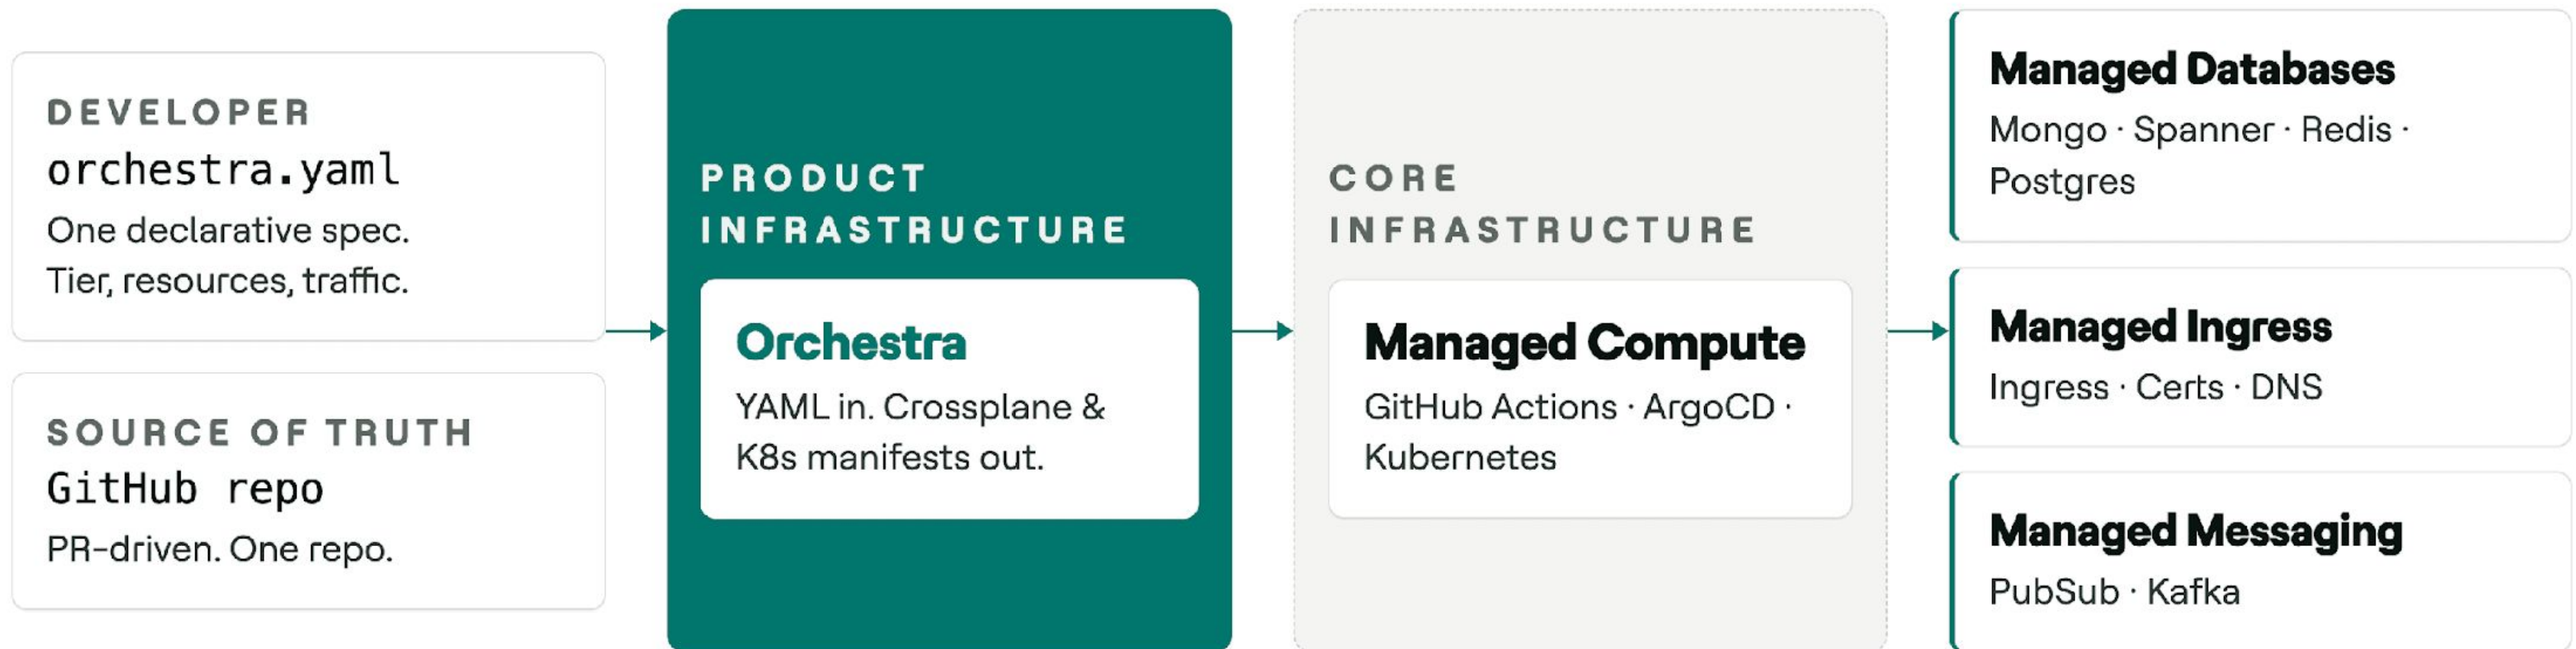 DEVELOPER
orchestra.yaml
One declarative spec.
Tier, resources, traffic.
SOURCE OF TRUTH
GitHub repo
PR-driven. One repo.
PRODUCT
INFRASTRUCTURE
Orchestra
YAML in. Crossplane &
K8s manifests out.
CORE
INFRASTRUCTURE
Managed Compute
GitHub Actions · ArgoCD ·
Kubernetes
Managed Databases
Mongo · Spanner · Redis ·
Postgres
Managed Ingress
Ingress · Certs · DNS
Managed Messaging
PubSub · Kafka